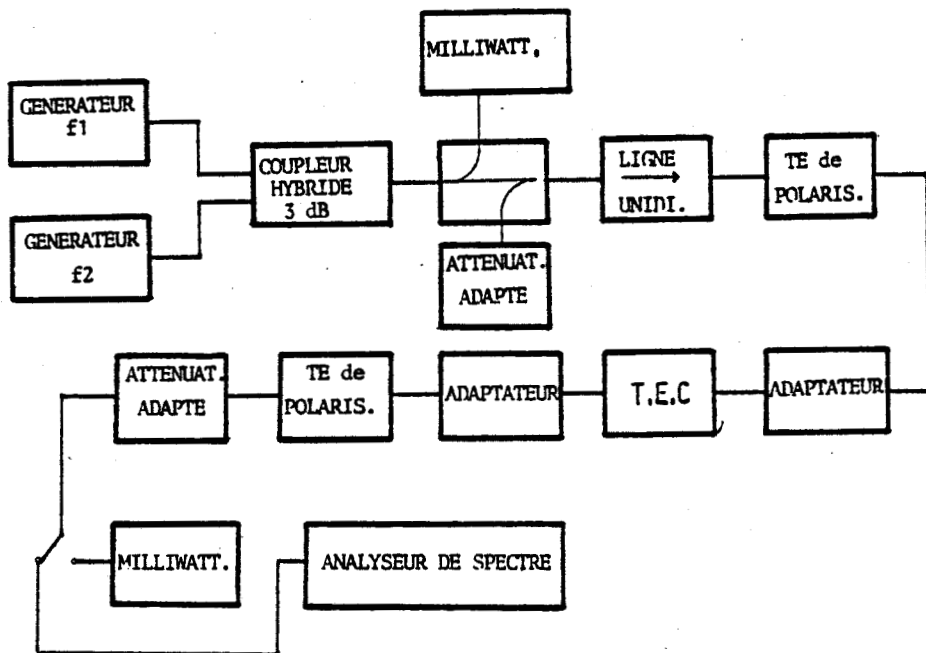 MILLIWATT.
GENERATEUR
f1
COUPLEUR
HYBRIDE
3 dB
LIGNE
UNIDI.
TE de
POLARIS.
GENERATEUR
f2
ATTENUAT.
ADAPTE
ATTENUAT.
ADAPTE
TE de
POLARIS.
ADAPTATEUR
T.E.C
ADAPTATEUR
MILLIWATT.
ANALYSEUR DE SPECTRE